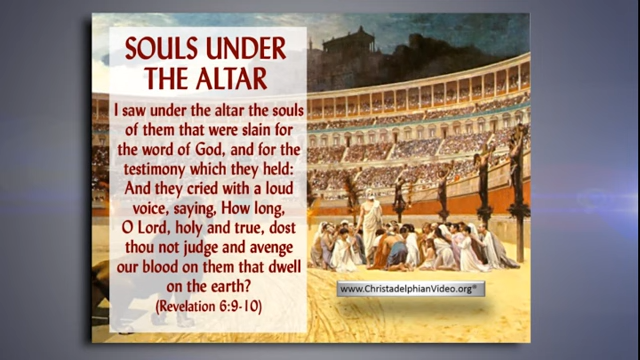 SOULS UNDER
THE ALTAR
I saw under the altar the souls
of them that were slain for
the word of God, and for the
testimony which they held:
And they cried with a loud
voice, saying, How long,
O Lord, holy and true, dost
thou not judge and avenge
our blood on them that dwell
on the earth?
(Revelation 6:9-10)
www.ChristadelphianVideo.org®